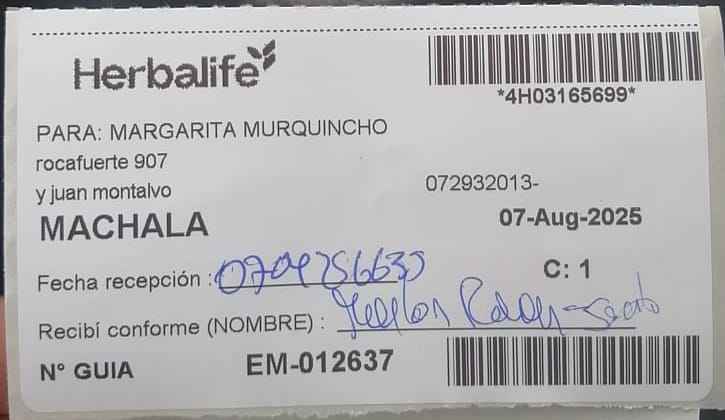 Herbalife
*4H03165699*
PARA: MARGARITA MURQUINCHO
rocafuerte 907
y juan montalvo
072932013-
MACHALA
07-Aug-2025
Fecha recepción :
C: 1
Recibí conforme (NOMBRE) :
N° GUIA
EM-012637